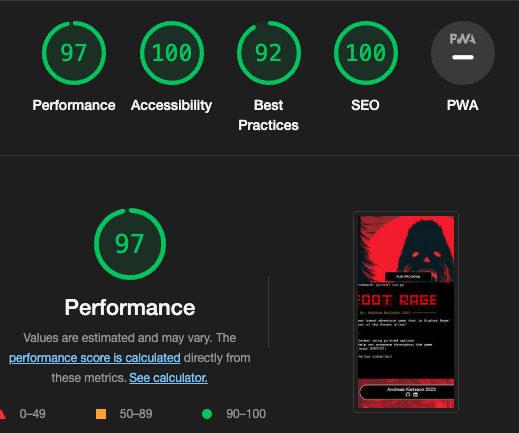 97
100
92
100
PWA
Performance
Accessibility
Best
Practices
SEO
PWA
97
Performance
Values are estimated and may vary. The
performance score is calculated directly from
these metrics. See calculator.
0–49
50–89
90–100
RUN PROGRAM
FOOT RAGE
Andreas Karlsson 2023